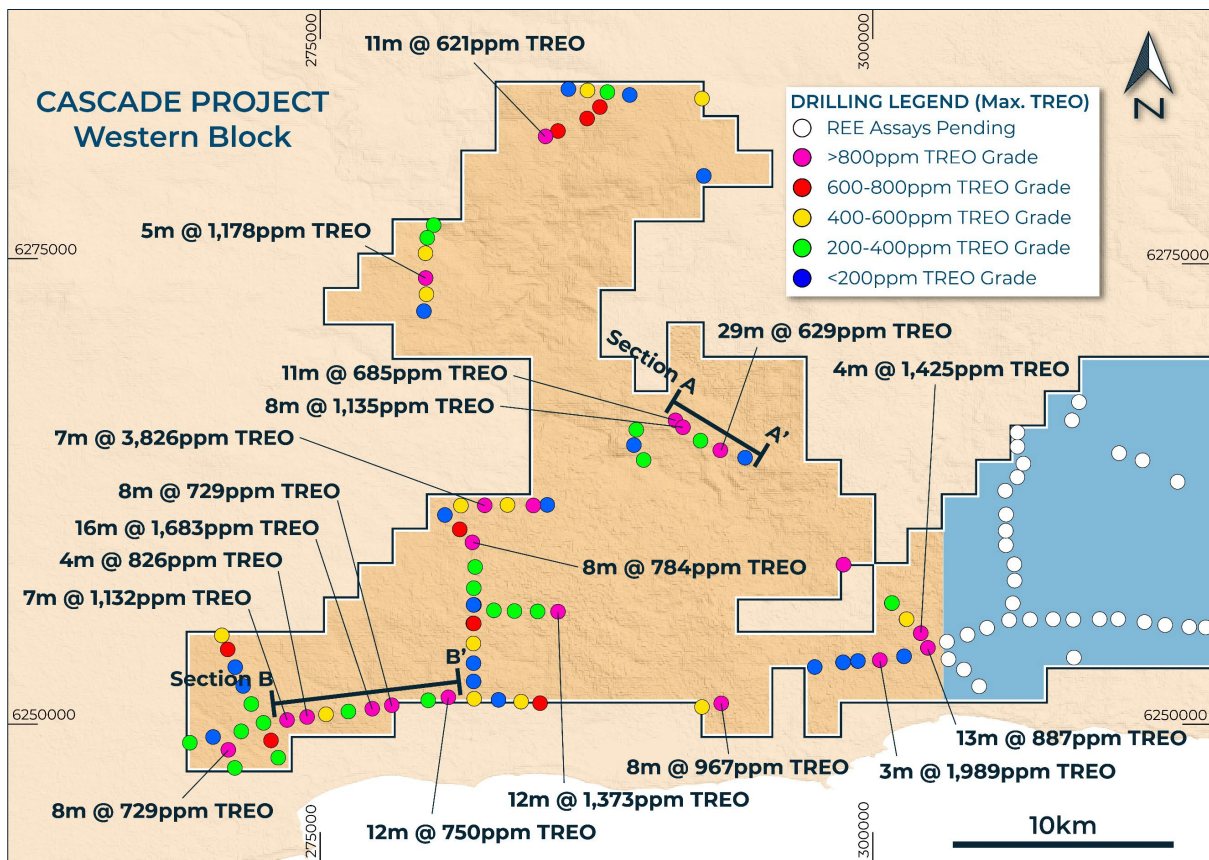 275000
300000
11m @ 621ppm TREO
CASCADE PROJECT
Western Block
N
DRILLING LEGEND (Max. TREO)
REE Assays Pending
>800ppm TREO Grade
600-800ppm TREO Grade
400-600ppm TREO Grade
200-400ppm TREO Grade
<200ppm TREO Grade
5m @ 1,178ppm TREO
6275000
6275000
29m @ 629ppm TREO
Section A
11m @ 685ppm TREO
4m @ 1,425ppm TREO
8m @ 1,135ppm TREO
A'
7m @ 3,826ppm TREO
8m @ 729ppm TREO
16m @ 1,683ppm TREO
4m @ 826ppm TREO
8m @ 784ppm TREO
7m @ 1,132ppm TREO
B'
Section B
6250000
6250000
13m @ 887ppm TREO
8m @ 967ppm TREO
3m @ 1,989ppm TREO
12m @ 1,373ppm TREO
8m @ 729ppm TREO
12m @ 750ppm TREO
275000
300000
10km